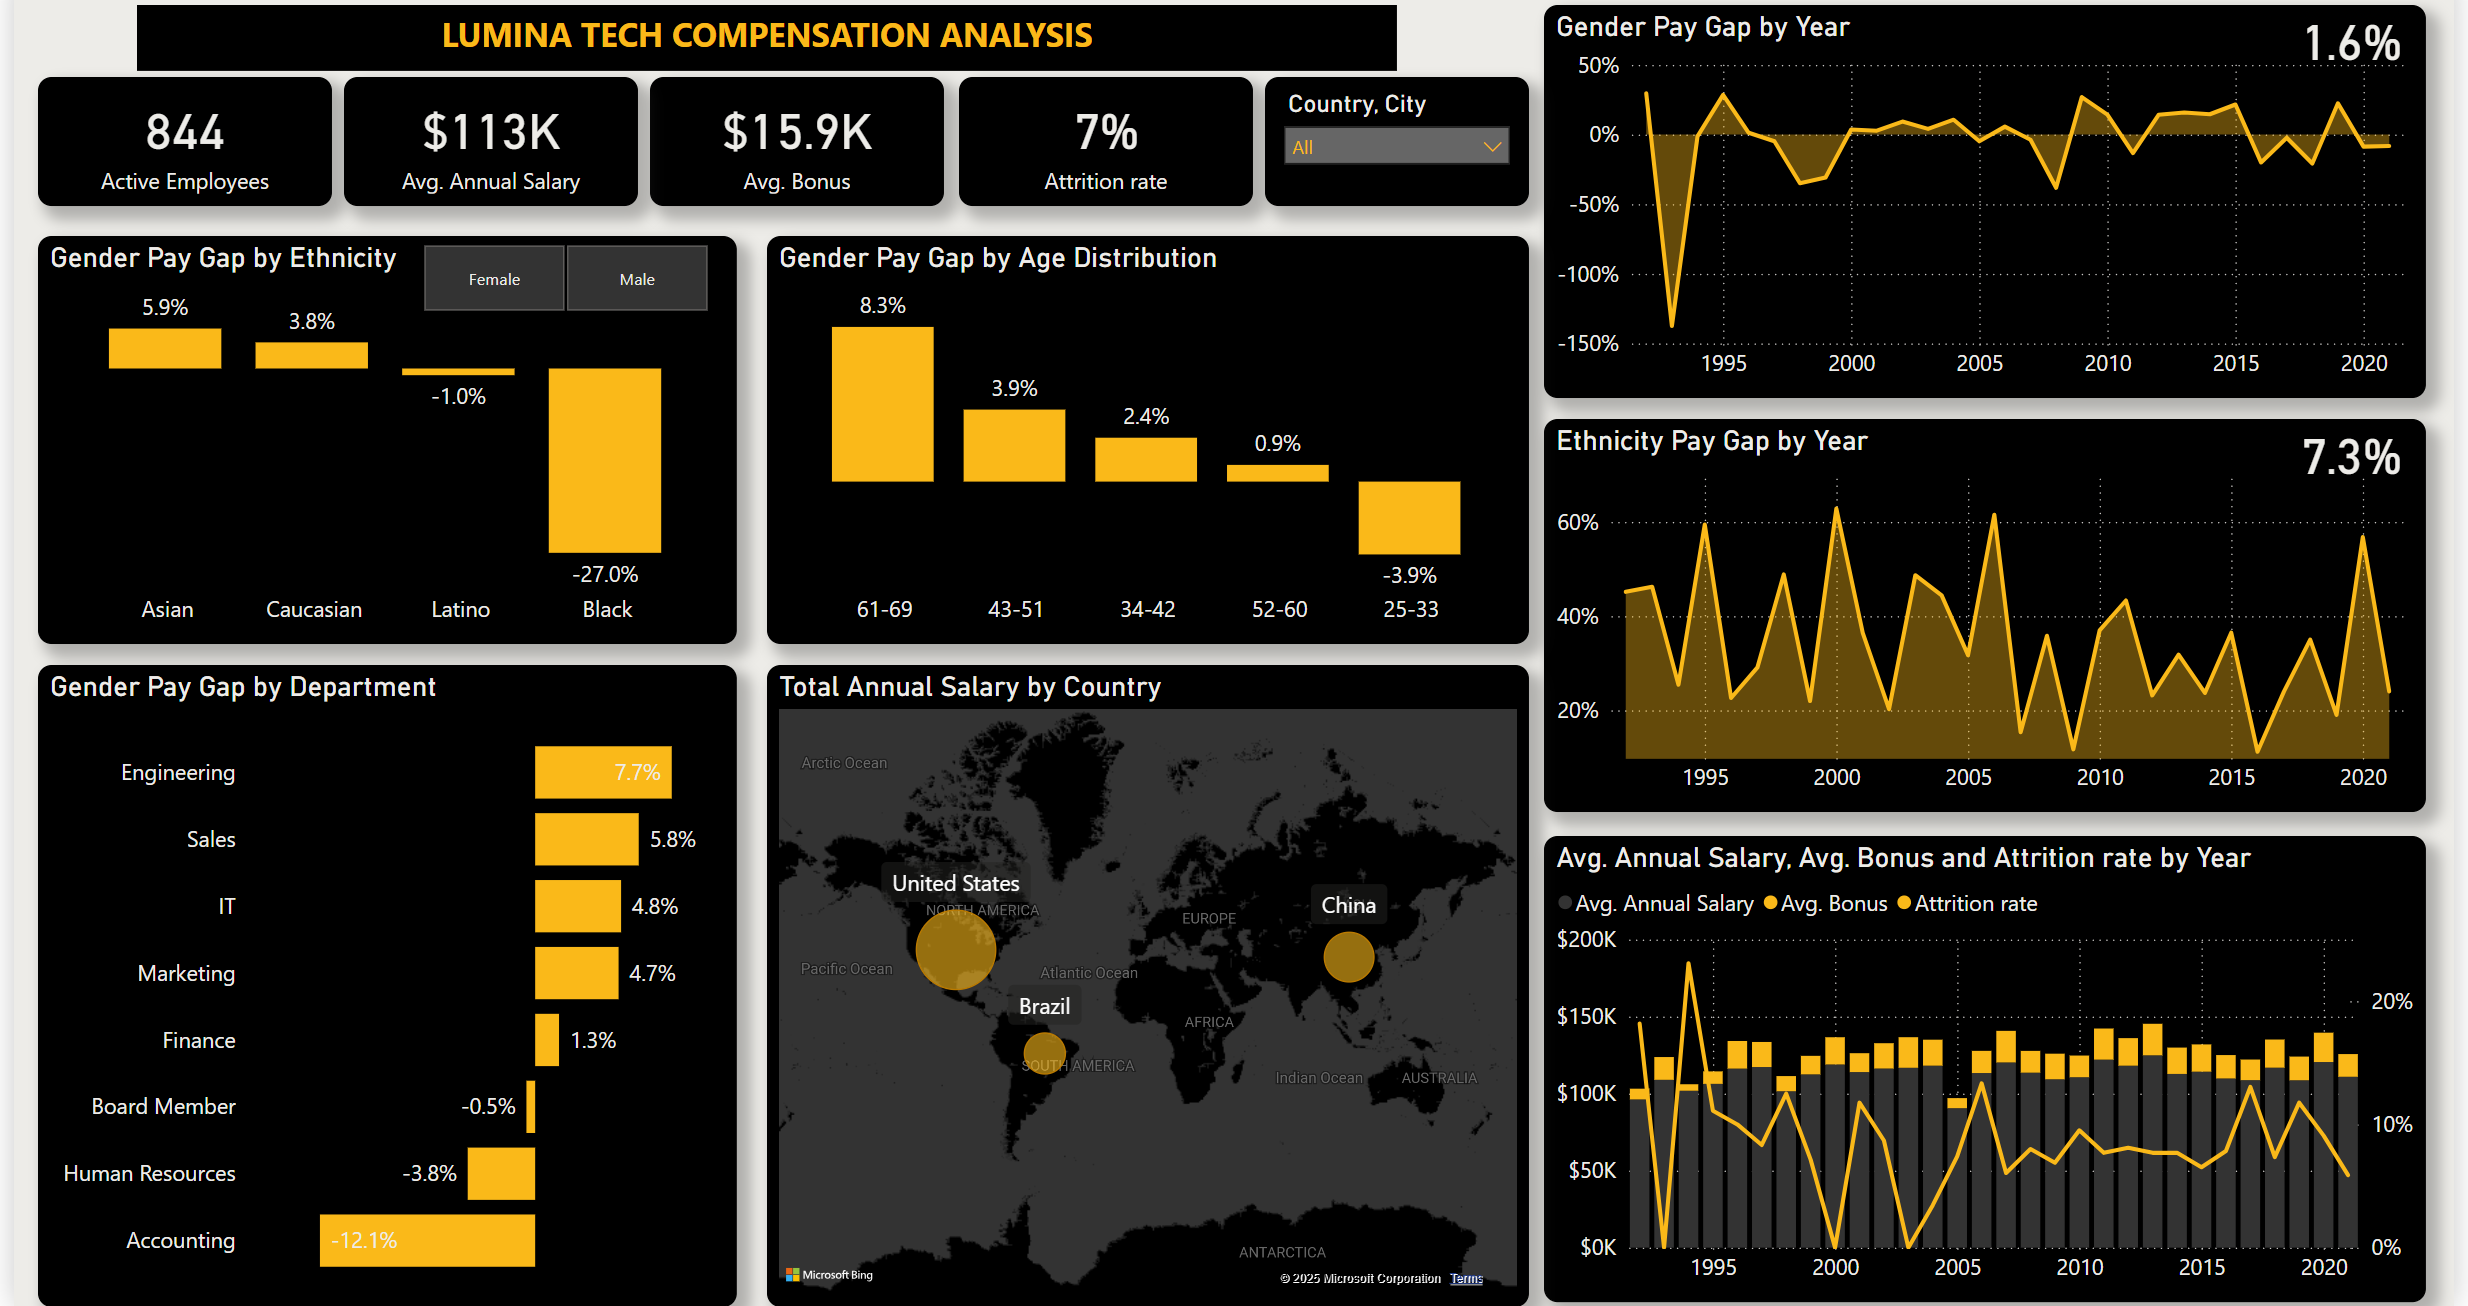 LUMINA TECH COMPENSATION ANALYSIS
844
Active Employees
$113K
Avg. Annual Salary
$15.9K
Avg. Bonus
7%
Attrition rate
Country, City
All
Gender Pay Gap by Ethnicity
Female
Male
5.9%
3.8%
-1.0%
-27.0%
Asian
Caucasian
Latino
Black
Gender Pay Gap by Age Distribution
8.3%
3.9%
2.4%
0.9%
-3.9%
61-69
43-51
34-42
52-60
25-33
Gender Pay Gap by Department
Engineering
7.7%
Sales
5.8%
IT
4.8%
Marketing
4.7%
Finance
1.3%
Board Member
-0.5%
Human Resources
-3.8%
Accounting
-12.1%
Total Annual Salary by Country
Arctic Ocean
United States
NORTH AMERICA
China
EUROPE
Pacific Ocean
Atlantic Ocean
Brazil
AFRICA
SOUTH AMERICA
Indian Ocean
AUSTRALIA
ANTARCTICA
Microsoft Bing
© 2025 Microsoft Corporation Terms
Gender Pay Gap by Year
1.6%
50%
0%
-50%
-100%
-150%
1995
2000
2005
2010
2015
2020
Ethnicity Pay Gap by Year
7.3%
60%
40%
20%
1995
2000
2005
2010
2015
2020
Avg. Annual Salary, Avg. Bonus and Attrition rate by Year
Avg. Annual Salary
Avg. Bonus
Attrition rate
$200K
$150K
$100K
$50K
$0K
20%
10%
0%
1995
2000
2005
2010
2015
2020